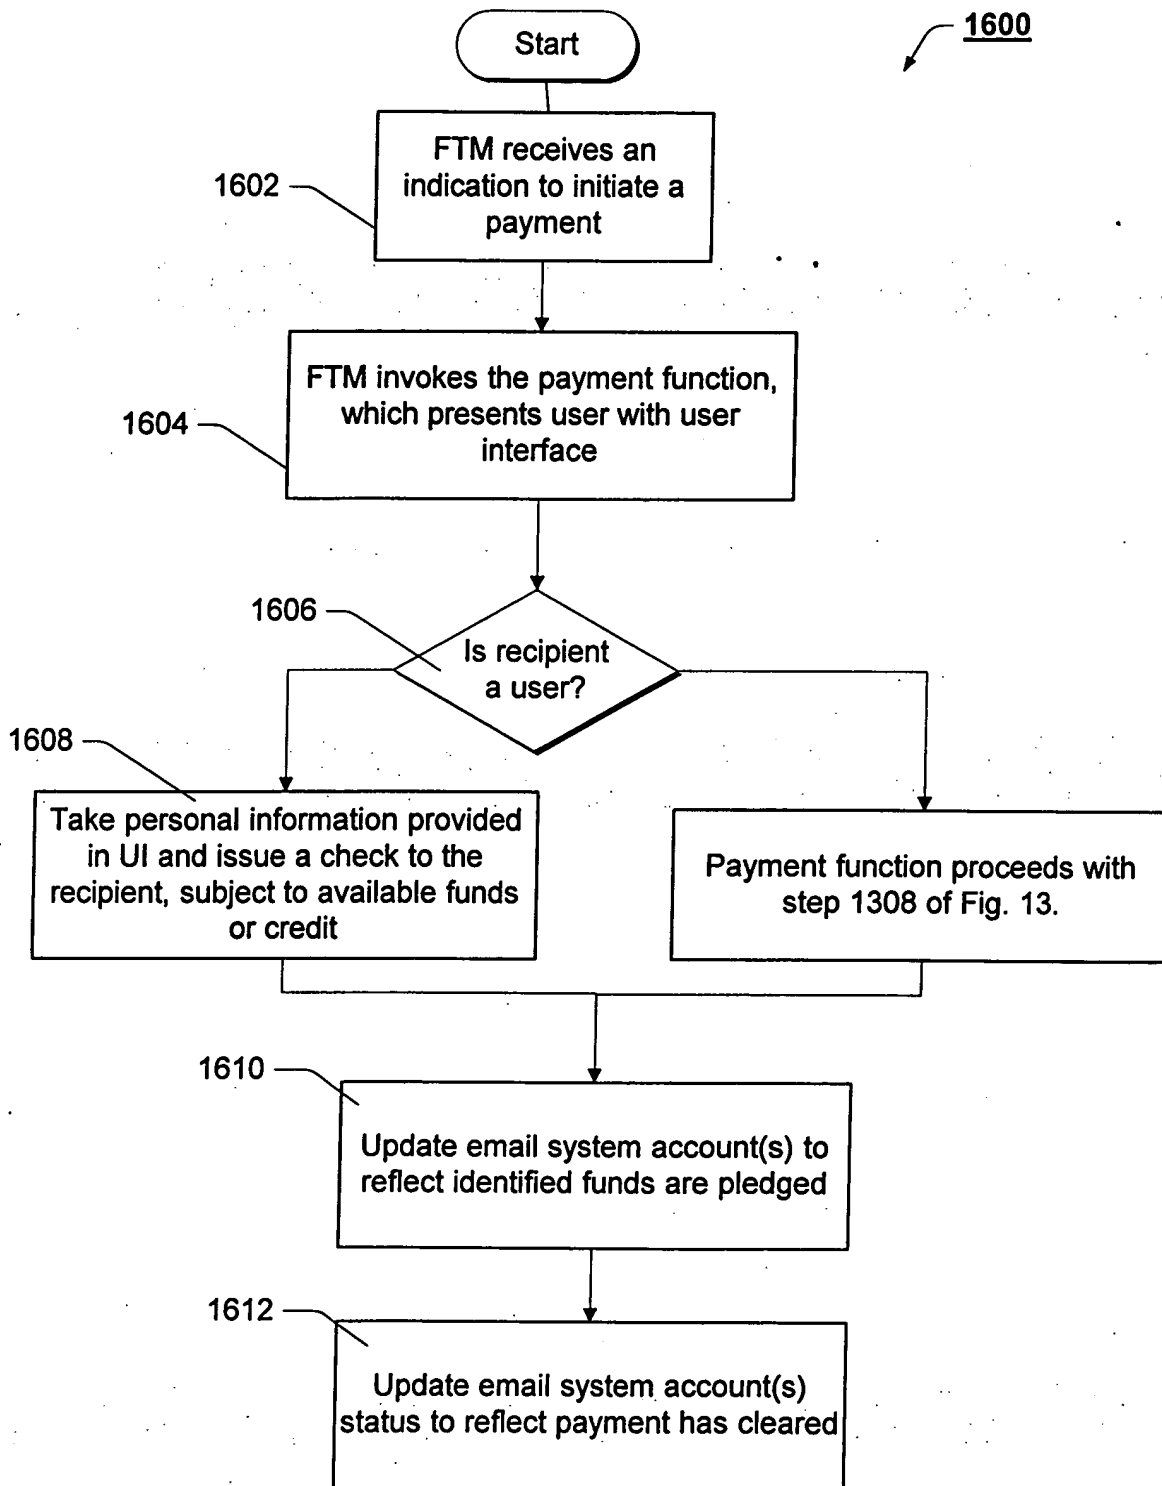 Start
1600
FTM receives an
indication to initiate a
payment
1602
FTM invokes the payment function,
which presents user with user
interface
1604
1606
Is recipient
a user?
1608
Take personal information provided
in UI and issue a check to the
recipient, subject to available funds
or credit
Payment function proceeds with
step 1308 of Fig. 13.
1610
Update email system account(s) to
reflect identified funds are pledged
1612
Update email system account(s)
status to reflect payment has cleared